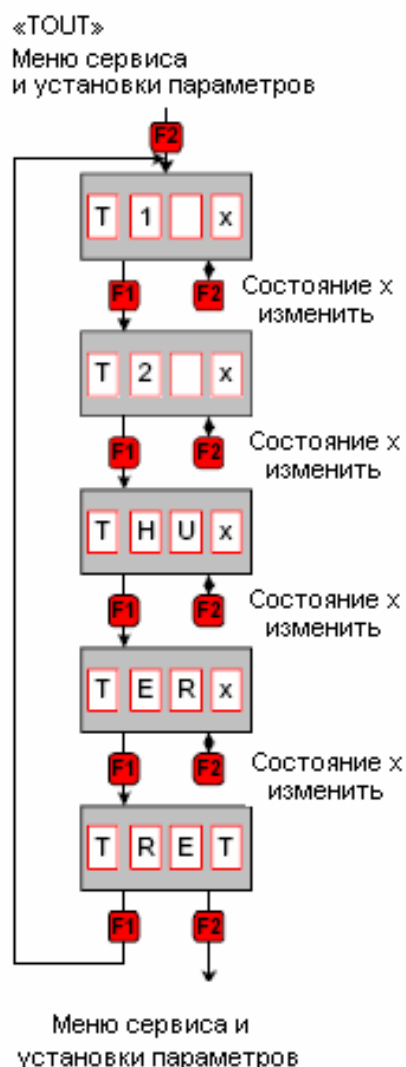 «TOUT»
Меню сервиса
и установки параметров
F2
T 1 x
F1 F2 Состояние x
изменить
T 2 x
F1 F2 Состояние x
изменить
T H U x
F1 F2 Состояние x
изменить
T E R x
F1 F2 Состояние x
изменить
T R E T
F1 F2
Меню сервиса и
установки параметров